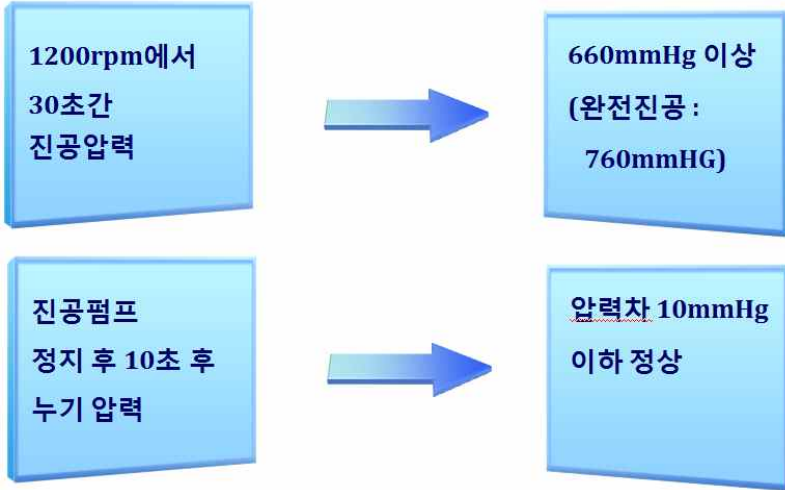 1200rpm에서
30초간
진공압력
660mmHg 이상
(완전진공 :
760mmHG)
진공펌프
정지 후 10초 후
누기 압력
압력차 10mmHg
이하 정상